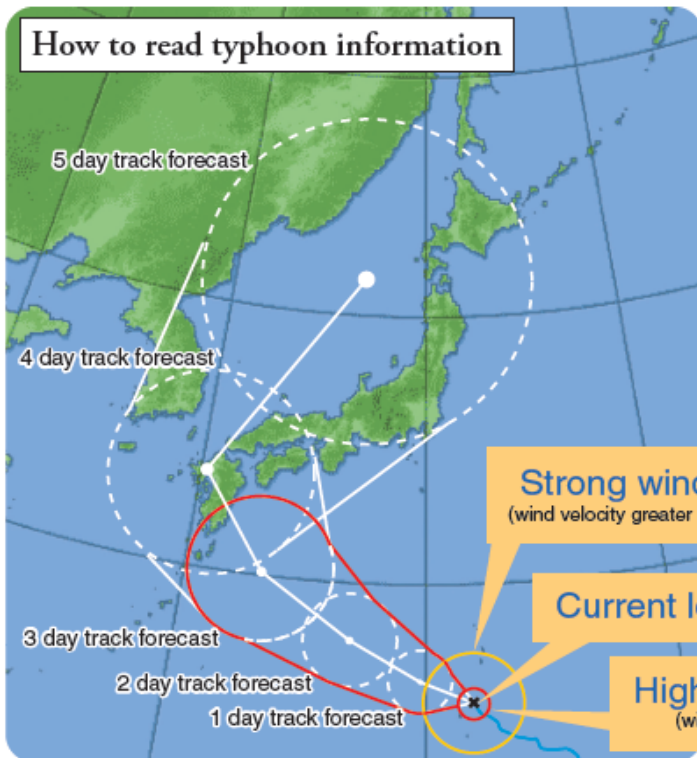 How to read typhoon information
5 day track forecast
4 day track forecast
Strong wind
(wind velocity greater
Current
3 day track forecast
2 day track forecast
High
1 day track forecast